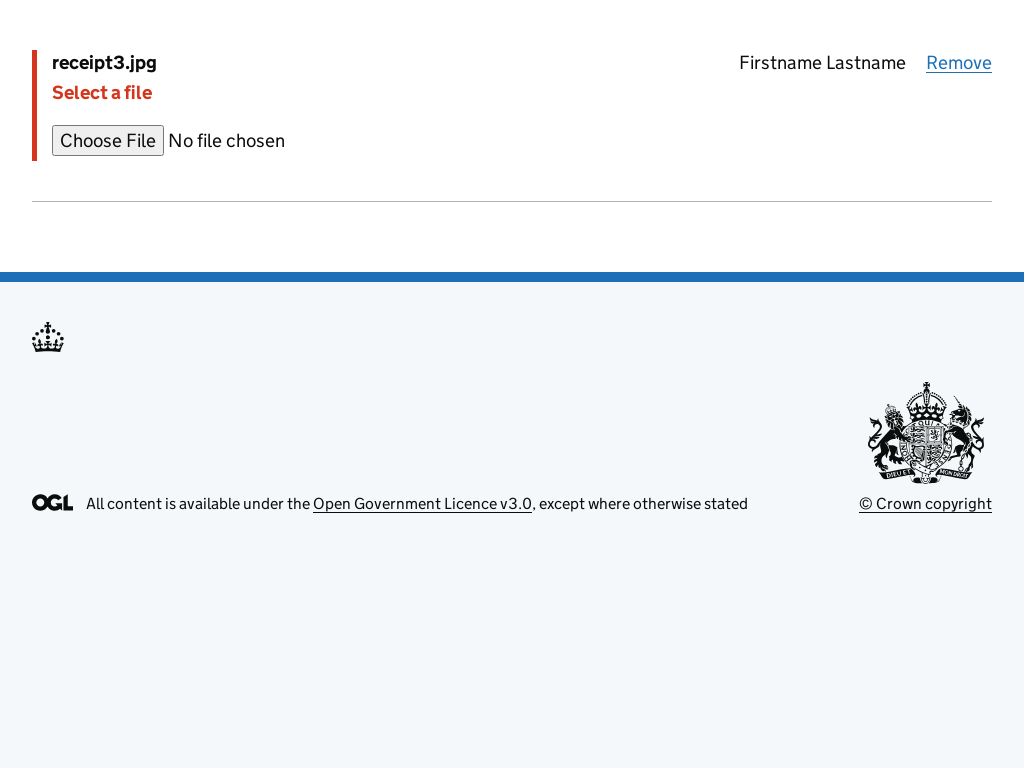 receipt3.jpg
Firstname Lastname
Remove
Select a file
Choose File No file chosen
DIEU ET MON DROIT
OGL
All content is available under the Open Government Licence v3.0, except where otherwise stated
© Crown copyright